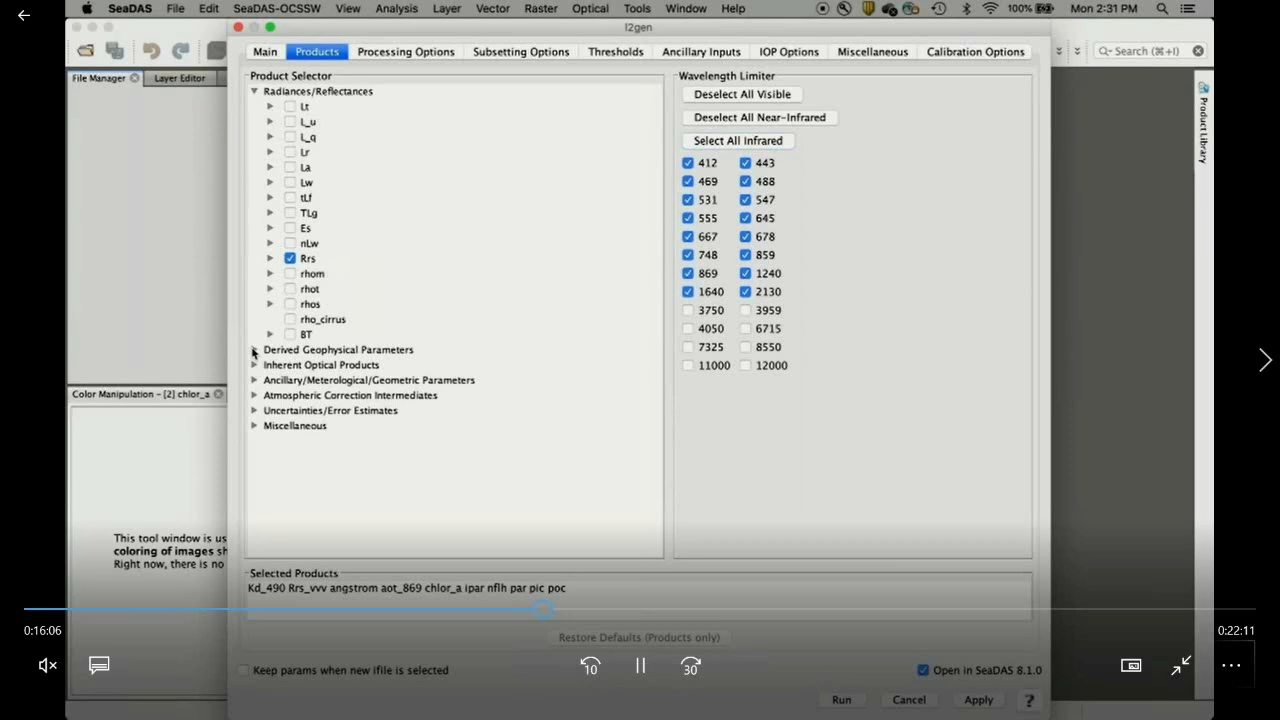 SeaDAS File Edit SeaDAS-OCSSW View Analysis Layer Vector Raster Optical Tools Window Help 100% Mon 2:31 PM
l2gen
Main Products Processing Options Subsetting Options Thresholds Ancillary Inputs IOP Options Miscellaneous Calibration Options
Search (⌘+I)
File Manager Layer Editor
Product Library
Product Selector
Radiances/Reflectances
Lt
L_u
L_q
Lr
La
Lw
tLf
TLg
Es
nLw
Rrs
rhom
rhot
rhos
rho_cirrus
BT
Derived Geophysical Parameters
Inherent Optical Products
Ancillary/Meterological/Geometric Parameters
Atmospheric Correction Intermediates
Uncertainties/Error Estimates
Miscellaneous
Wavelength Limiter
Deselect All Visible
Deselect All Near-Infrared
Select All Infrared
412 443
469 488
531 547
555 645
667 678
748 859
869 1240
1640 2130
3750 3959
4050 6715
7325 8550
11000 12000
Color Manipulation - [2] chlor_a
This tool window is us
coloring of images sh
Right now, there is no
Selected Products
Kd_490 Rrs_vvv angstrom aot_869 chlor_a ipar nflh par pic poc
Restore Defaults (Products only)
0:16:06 0:22:11
10 30
Keep params when new ifile is selected Open in SeaDAS 8.1.0
Run Cancel Apply ?